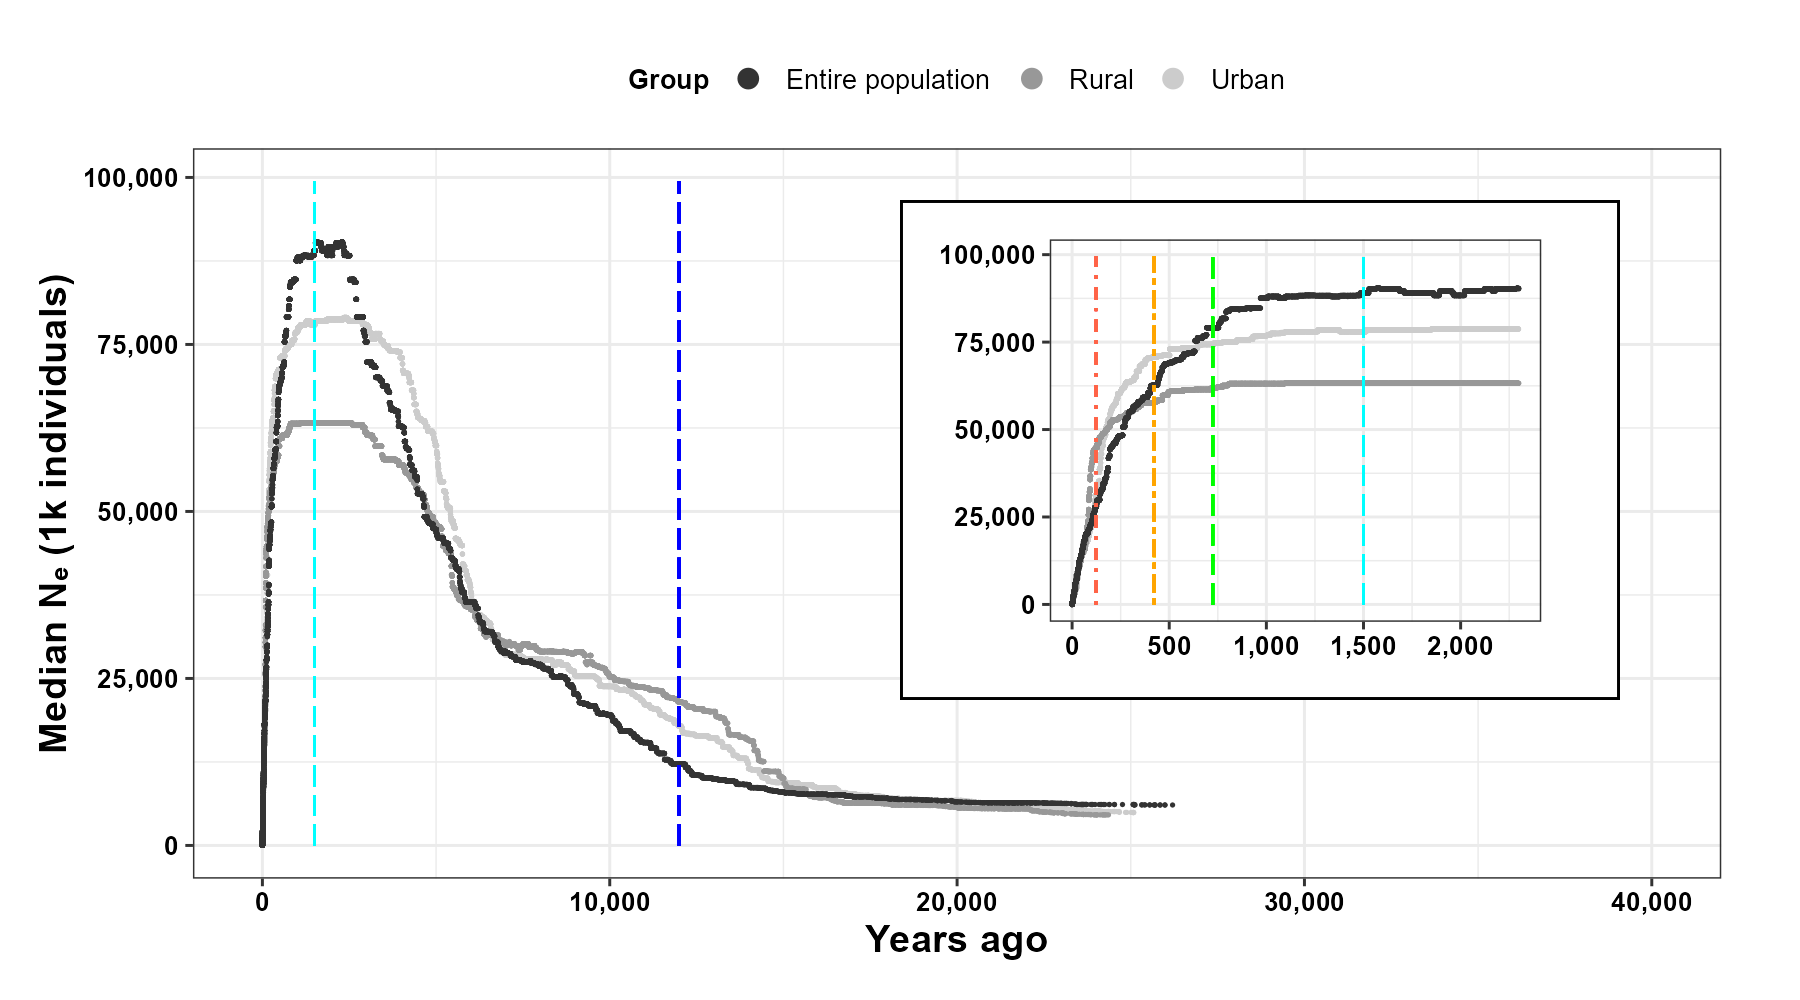 Group Entire population Rural Urban
100,000
75,000
50,000
25,000
0
Median Nₑ (1k individuals)
0 10,000 20,000 30,000 40,000
Years ago
100,000
75,000
50,000
25,000
0
0 500 1,000 1,500 2,000